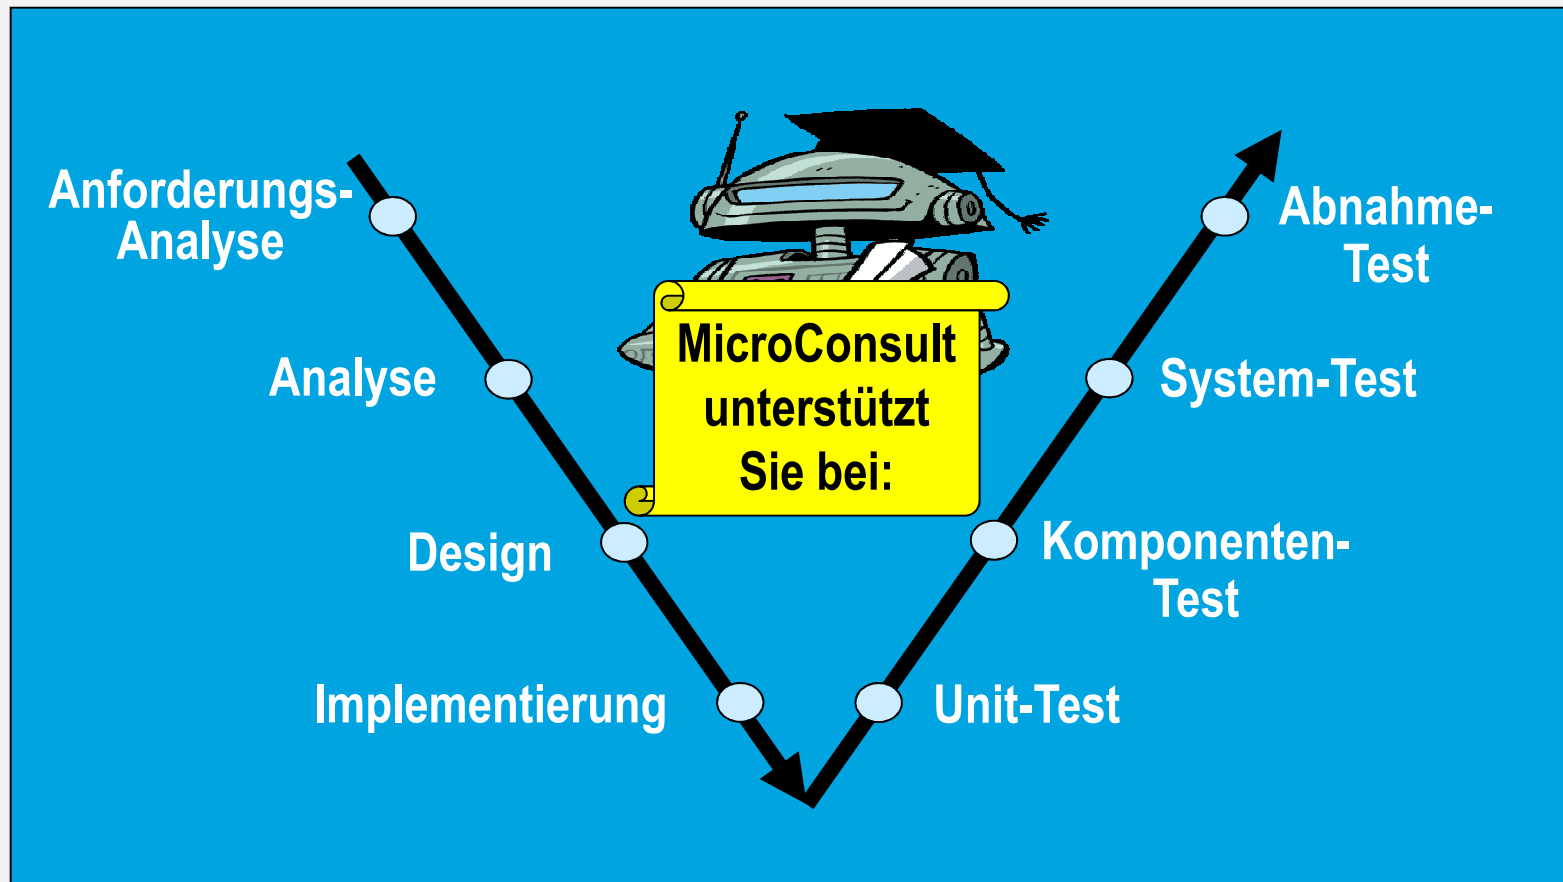 Anforderungs-
Analyse
Analyse
Design
Implementierung
MicroConsult
unterstützt
Sie bei:
Abnahme-
Test
System-Test
Komponenten-
Test
Unit-Test